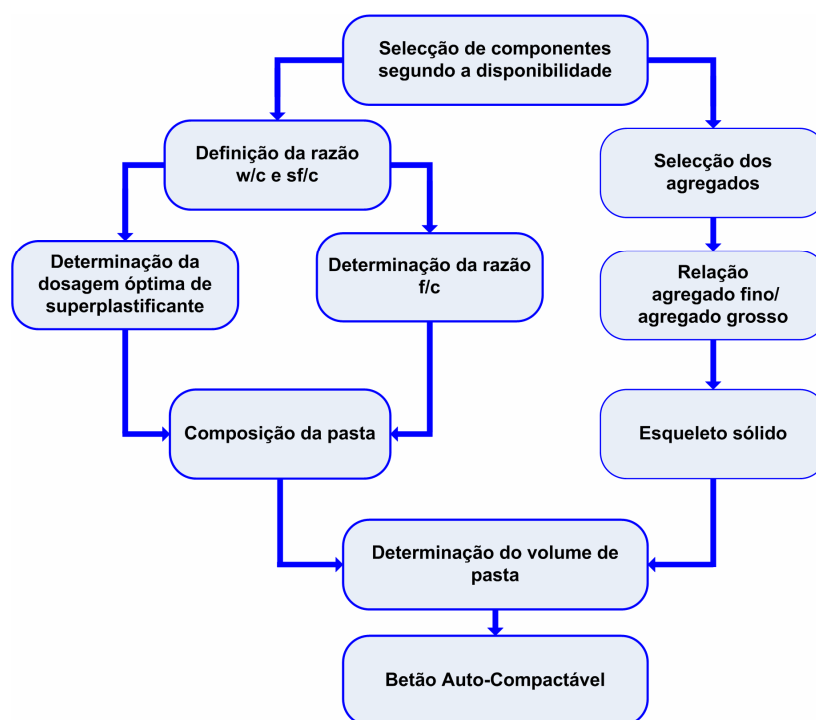 Selecção de componentes
segundo a disponibilidade
Definição da razão
w/c e sf/c
Selecção dos
agregados
Determinação da
dosagem óptima de
superplastificante
Determinação da razão
f/c
Relação
agregado fino/
agregado grosso
Composição da pasta
Esqueleto sólido
Determinação do volume de
pasta
Betão Auto-Compactável